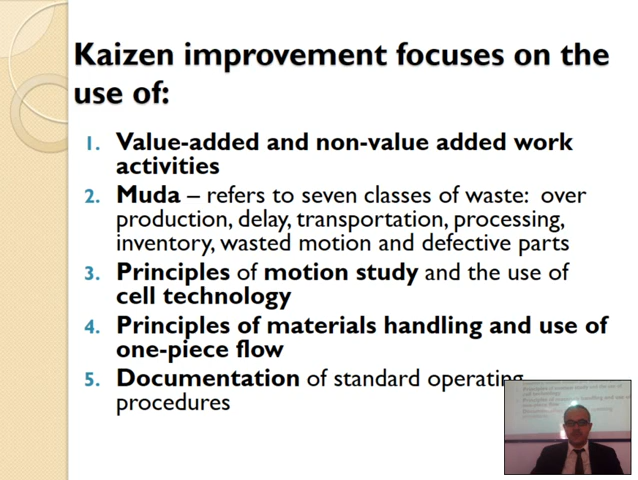 Kaizen improvement focuses on the
use of:
1. Value-added and non-value added work
activities
2. Muda – refers to seven classes of waste: over
production, delay, transportation, processing,
inventory, wasted motion and defective parts
3. Principles of motion study and the use of
cell technology
4. Principles of materials handling and use of
one-piece flow
5. Documentation of standard operating
procedures